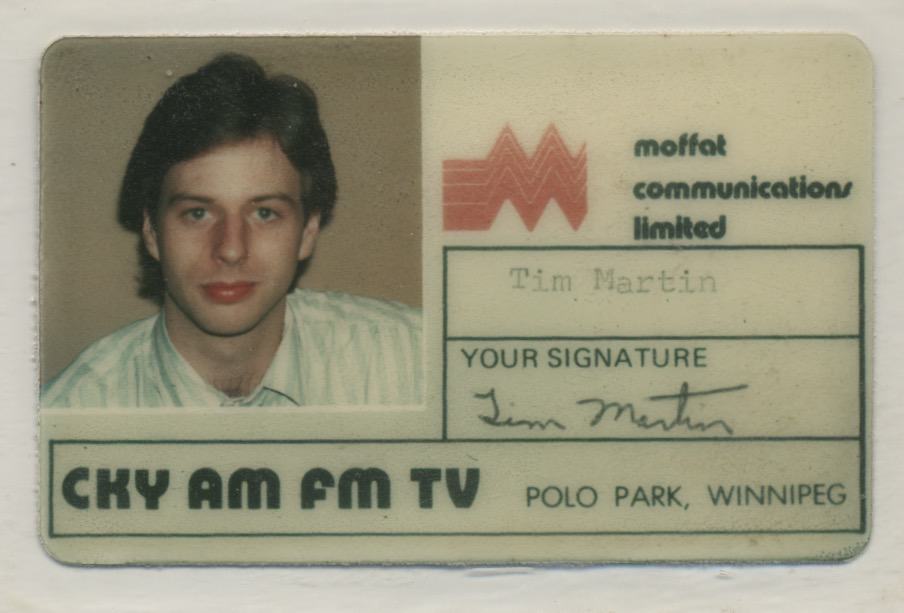 moffat
communications
limited
Tim Martin
YOUR SIGNATURE
Tim Martin
CKY AM FM TV
POLO PARK, WINNIPEG